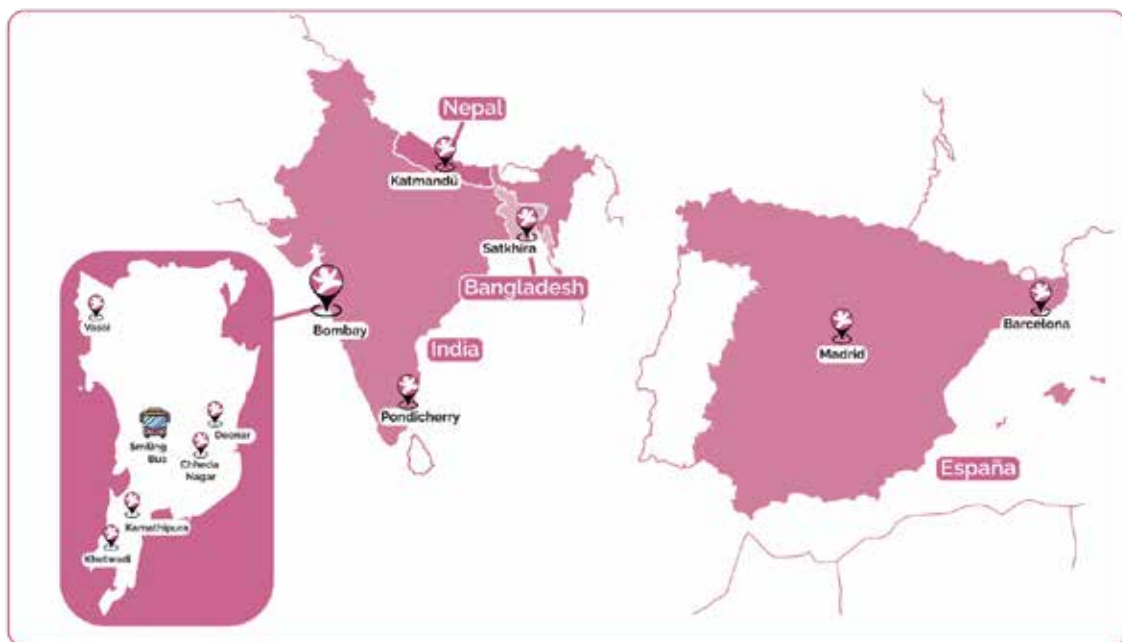 Nepal
Katmandú
Satkhira
Bangladesh
Bombay
India
Pondicherry
Vasai
Smiling
Bus
Deonar
Chheda
Nagar
Kamathipura
Khetwadi
Barcelona
Madrid
España